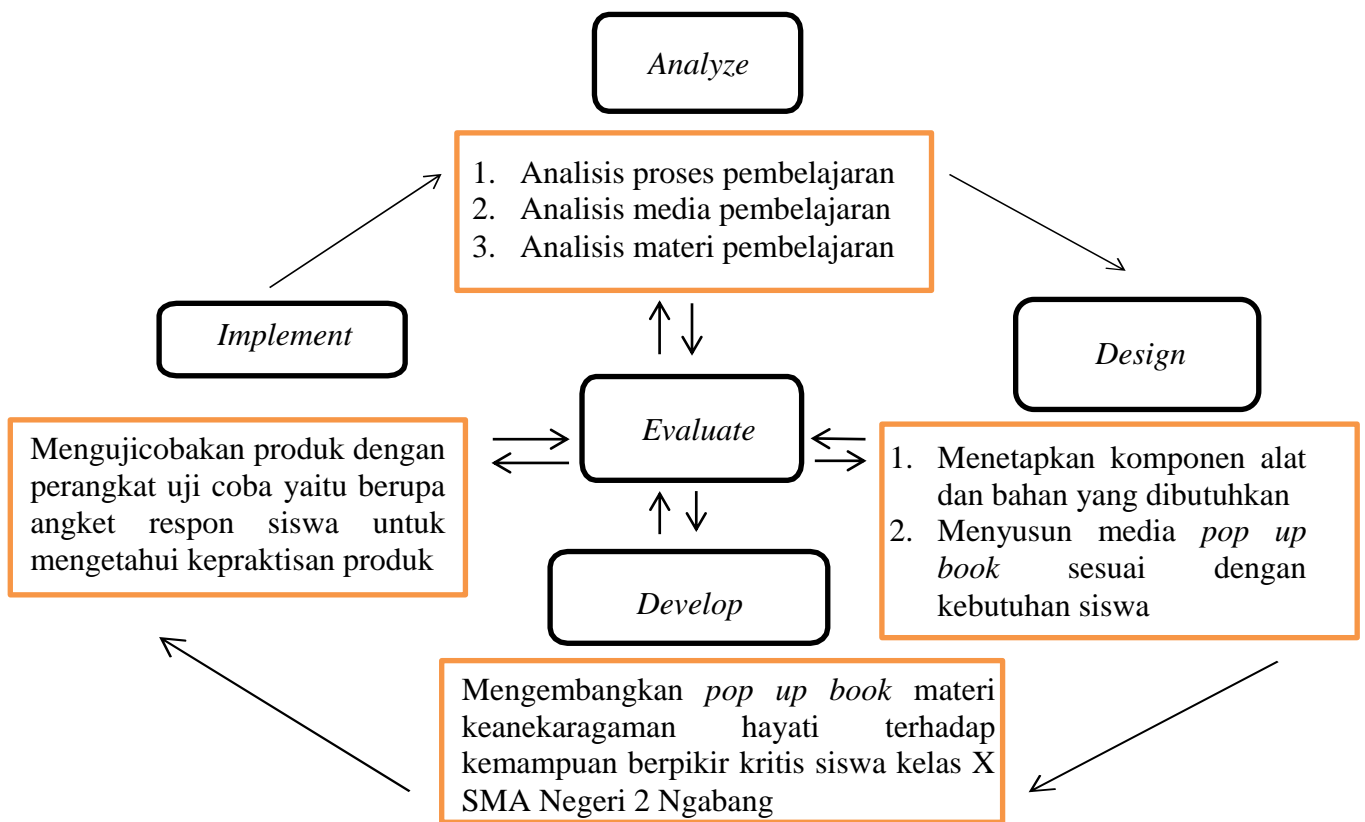 Analyze
1. Analisis proses pembelajaran
2. Analisis media pembelajaran
3. Analisis materi pembelajaran
Implement
Design
Evaluate
Mengujicobakan produk dengan
perangkat uji coba yaitu berupa
angket respon siswa untuk
mengetahui kepraktisan produk
1. Menetapkan komponen alat
dan bahan yang dibutuhkan
2. Menyusun media pop up
book sesuai dengan
kebutuhan siswa
Develop
Mengembangkan pop up book materi
keanekaragaman hayati terhadap
kemampuan berpikir kritis siswa kelas X
SMA Negeri 2 Ngabang